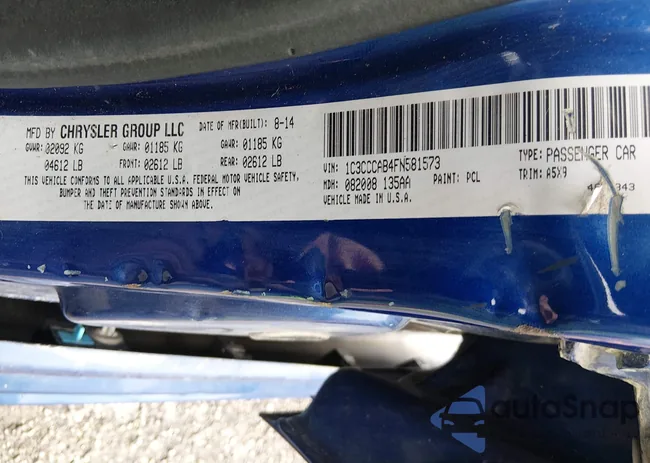 MFD BY CHRYSLER GROUP LLC DATE OF MFR(BUILT): 8-14
GVWR: 02092 KG GAWR: 01185 KG GAWR: 01185 KG
04612 LB FRONT: 02612 LB REAR: 02612 LB
THIS VEHICLE CONFORMS TO ALL APPLICABLE U.S.A. FEDERAL MOTOR VEHICLE SAFETY,
BUMPER AND THEFT PREVENTION STANDARDS IN EFFECT ON
THE DATE OF MANUFACTURE SHOWN ABOVE.
VIN: 1C3CCCAB4FN581573 TYPE: PASSENGER CAR
MDH: 082008 135AA PAINT: PCL TRIM: A5X9
VEHICLE MADE IN U.S.A.
autoSnap